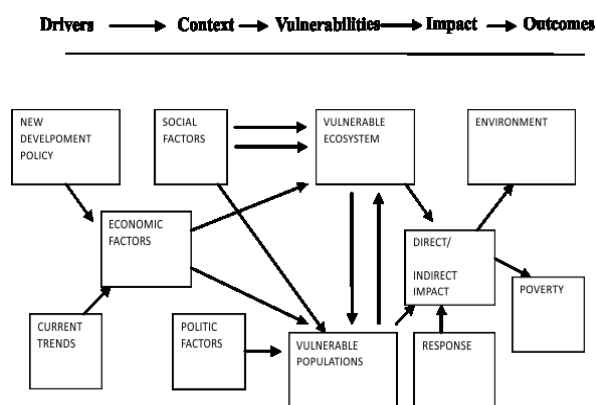 Drivers Context Vulnerabilities Impact Outcomes
NEW
DEVELPOMENT
POLICY
SOCIAL
FACTORS
VULNERABLE
ECOSYSTEM
ENVIRONMENT
ECONOMIC
FACTORS
DIRECT/
INDIRECT
IMPACT
POVERTY
CURRENT
TRENDS
POLITIC
FACTORS
VULNERABLE
POPULATIONS
RESPONSE